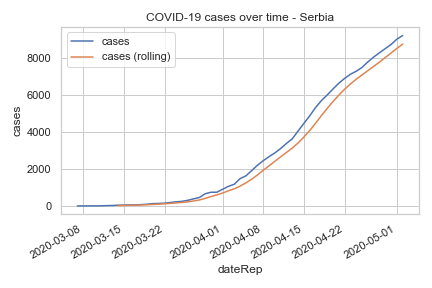 COVID-19 cases over time - Serbia
cases
cases (rolling)
cases
8000
6000
4000
2000
0
2020-03-08
2020-03-15
2020-03-22
2020-04-01
2020-04-08
2020-04-15
2020-04-22
2020-05-01
dateRep